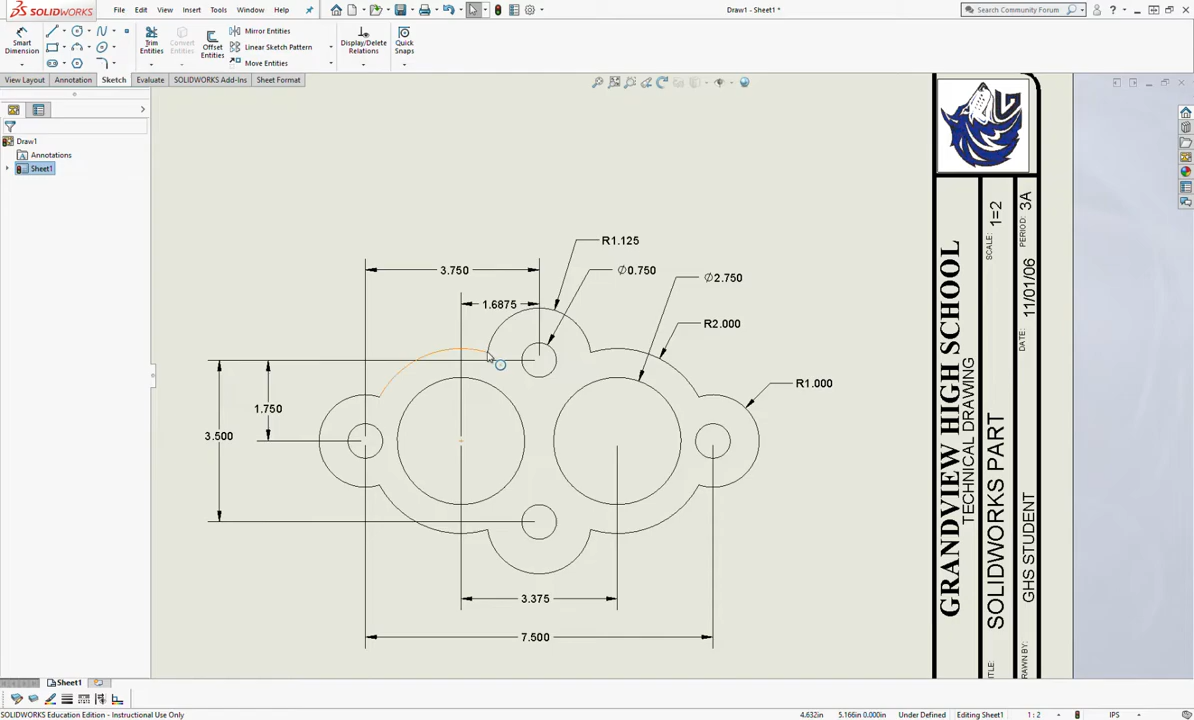 SOLIDWORKS
File Edit View Insert Tools Window Help
Draw1 - Sheet1 *
Search Community Forum
Smart Dimension
Trim Entities
Convert Entities
Offset Entities
Mirror Entities
Linear Sketch Pattern
Move Entities
Display/Delete Relations
Quick Snaps
View Layout Annotation Sketch Evaluate SOLIDWORKS Add-Ins Sheet Format
Draw1
Annotations
Sheet1
R1.125
3.750
Ø0.750
Ø2.750
1.6875
R2.000
R1.000
1.750
3.500
3.375
7.500
GRANDVIEW HIGH SCHOOL
TECHNICAL DRAWING
SCALE: 1=2
PERIOD: 3A
DATE: 11/01/06
TITLE: SOLIDWORKS PART
DRAWN BY: GHS STUDENT
Sheet1
SOLIDWORKS Education Edition - Instructional Use Only
4.632in 5.166in 0.000in Under Defined Editing Sheet1 1 : 2 IPS